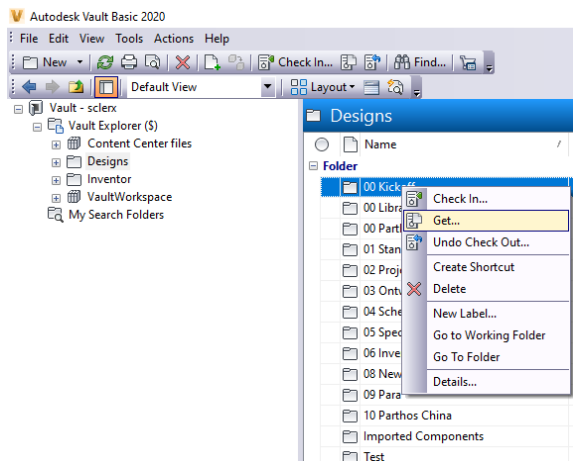 Autodesk Vault Basic 2020
File Edit View Tools Actions Help
New Check In... Find...
Default View Layout
Vault - sclerx
Vault Explorer ($)
Content Center files
Designs
Inventor
VaultWorkspace
My Search Folders
Designs
Name
Folder
00 Kickoff
00 Libra
00 Parth
01 Stan
02 Proje
03 Ontv
04 Sche
05 Spec
06 Inve
08 New
09 Para
10 Parthos China
Imported Components
Test
Check In...
Get...
Undo Check Out...
Create Shortcut
Delete
New Label...
Go to Working Folder
Go To Folder
Details...